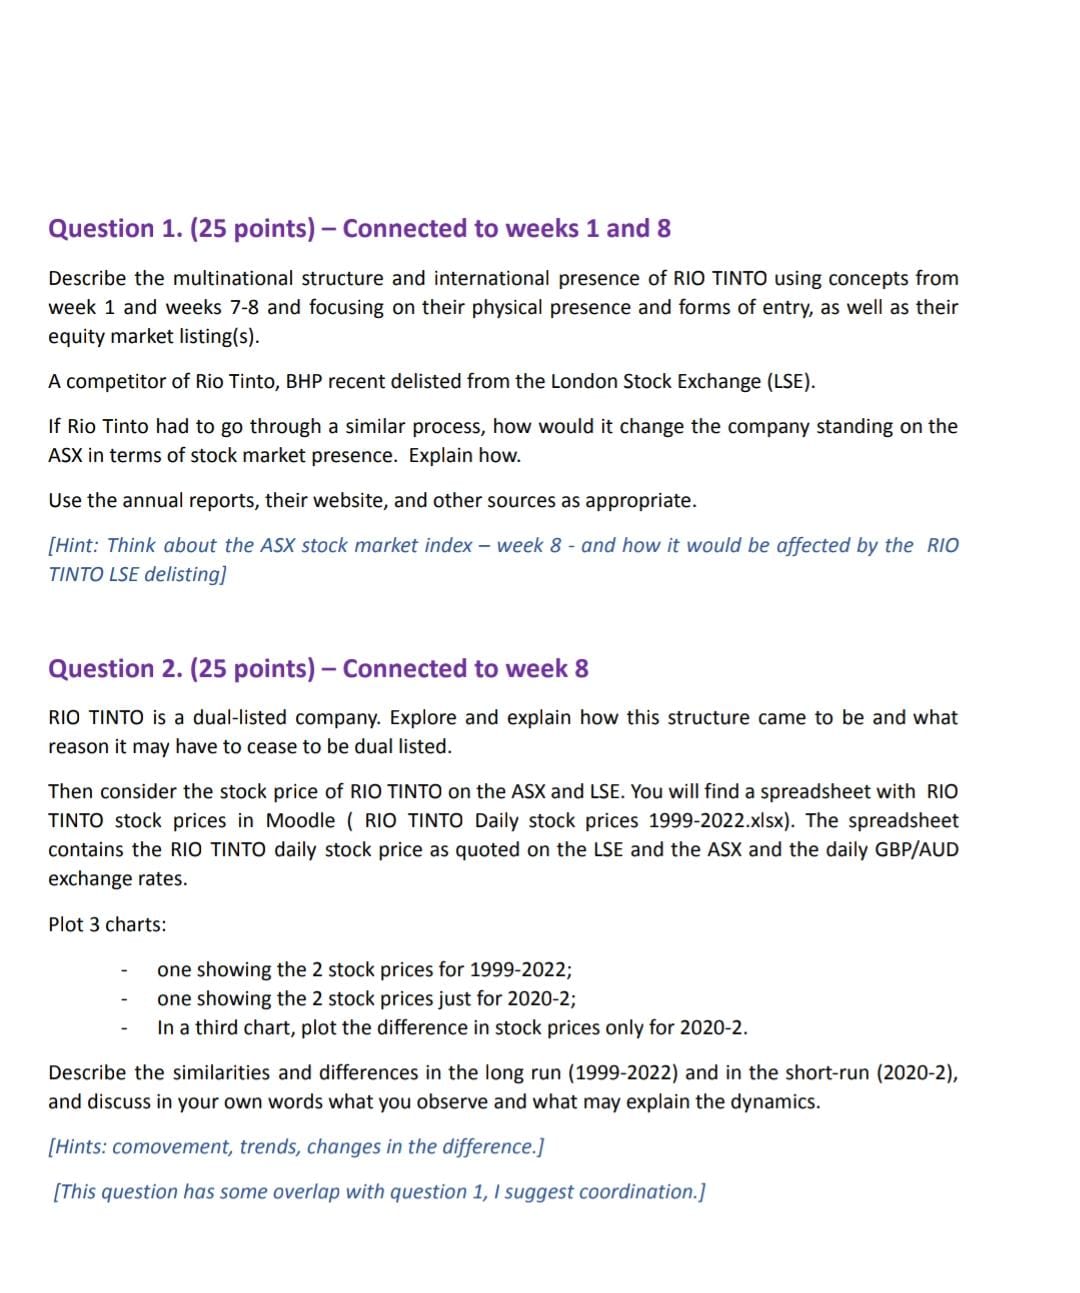 Question 1. (25 points) – Connected to weeks 1 and 8
Describe the multinational structure and international presence of RIO TINTO using concepts from
week 1 and weeks 7-8 and focusing on their physical presence and forms of entry, as well as their
equity market listing(s).
A competitor of Rio Tinto, BHP recent delisted from the London Stock Exchange (LSE).
If Rio Tinto had to go through a similar process, how would it change the company standing on the
ASX in terms of stock market presence. Explain how.
Use the annual reports, their website, and other sources as appropriate.
[Hint: Think about the ASX stock market index – week 8 - and how it would be affected by the RIO
TINTO LSE delisting]
Question 2. (25 points) – Connected to week 8
RIO TINTO is a dual-listed company. Explore and explain how this structure came to be and what
reason it may have to cease to be dual listed.
Then consider the stock price of RIO TINTO on the ASX and LSE. You will find a spreadsheet with RIO
TINTO stock prices in Moodle ( RIO TINTO Daily stock prices 1999-2022.xlsx). The spreadsheet
contains the RIO TINTO daily stock price as quoted on the LSE and the ASX and the daily GBP/AUD
exchange rates.
Plot 3 charts:
- one showing the 2 stock prices for 1999-2022;
- one showing the 2 stock prices just for 2020-2;
- In a third chart, plot the difference in stock prices only for 2020-2.
Describe the similarities and differences in the long run (1999-2022) and in the short-run (2020-2),
and discuss in your own words what you observe and what may explain the dynamics.
[Hints: comovement, trends, changes in the difference.]
[This question has some overlap with question 1, I suggest coordination.]